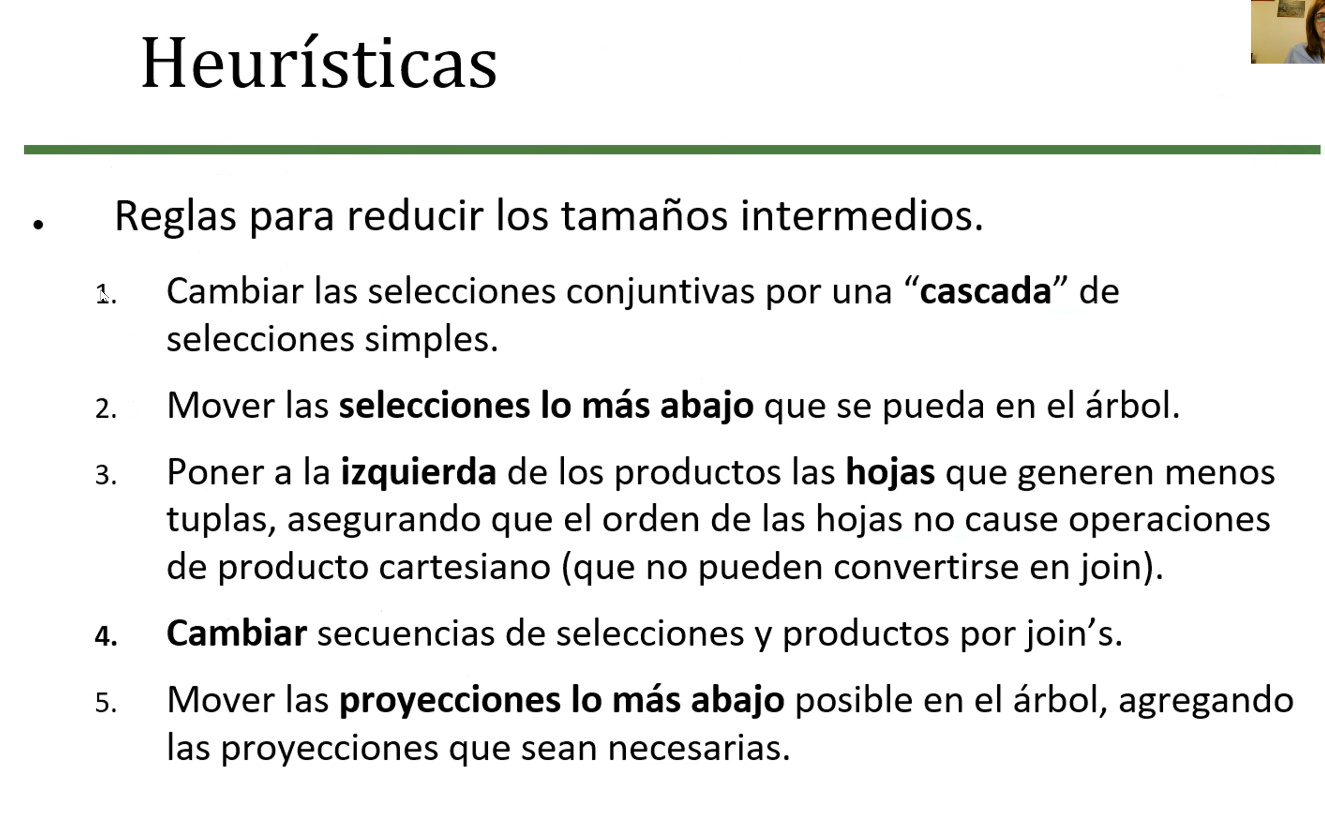 Heurísticas
• Reglas para reducir los tamaños intermedios.
1. Cambiar las selecciones conjuntivas por una “cascada” de
selecciones simples.
2. Mover las selecciones lo más abajo que se pueda en el árbol.
3. Poner a la izquierda de los productos las hojas que generen menos
tuplas, asegurando que el orden de las hojas no cause operaciones
de producto cartesiano (que no pueden convertirse en join).
4. Cambiar secuencias de selecciones y productos por join’s.
5. Mover las proyecciones lo más abajo posible en el árbol, agregando
las proyecciones que sean necesarias.